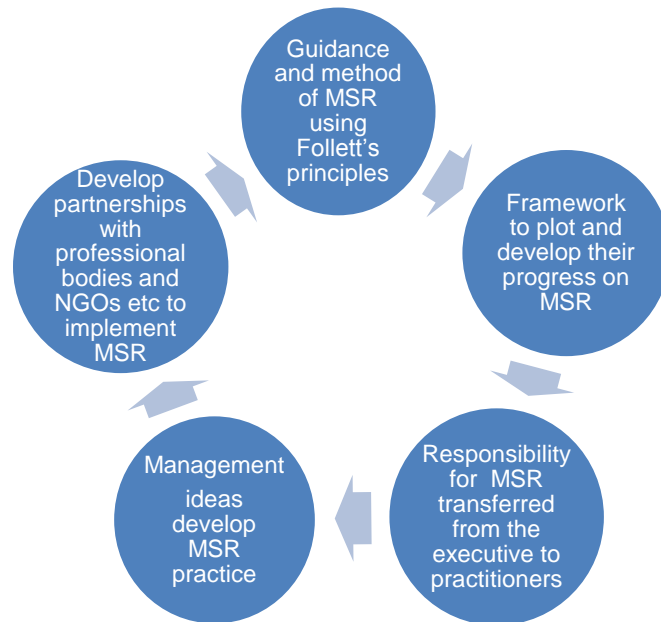 Guidance
and method
of MSR
using
Follett's
principles
Framework
to plot and
develop their
progress on
MSR
Responsibility
for MSR
transferred
from the
executive to
practitioners
Management
ideas
develop
MSR
practice
Develop
partnerships
with
professional
bodies and
NGOs etc to
implement
MSR